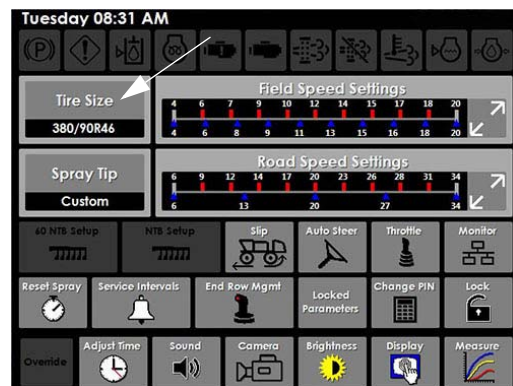 Tuesday 08:31 AM
(P)
Tire Size
380/90R46
Field Speed Settings
4 6 7 9 10 12 14 15 17 18 20
4 6 8 9 11 13 15 16 18 20
Spray Tip
Custom
Road Speed Settings
6 9 12 14 17 20 23 26 28 31 34
6 13 20 27 34
60 NTB Setup
NTB Setup
Slip
Auto Steer
Throttle
Monitor
Reset Spray
Service Intervals
End Row Mgmt
Locked
Parameters
Change PIN
Lock
Override
Adjust Time
Sound
Camera
Brightness
Display
Measure